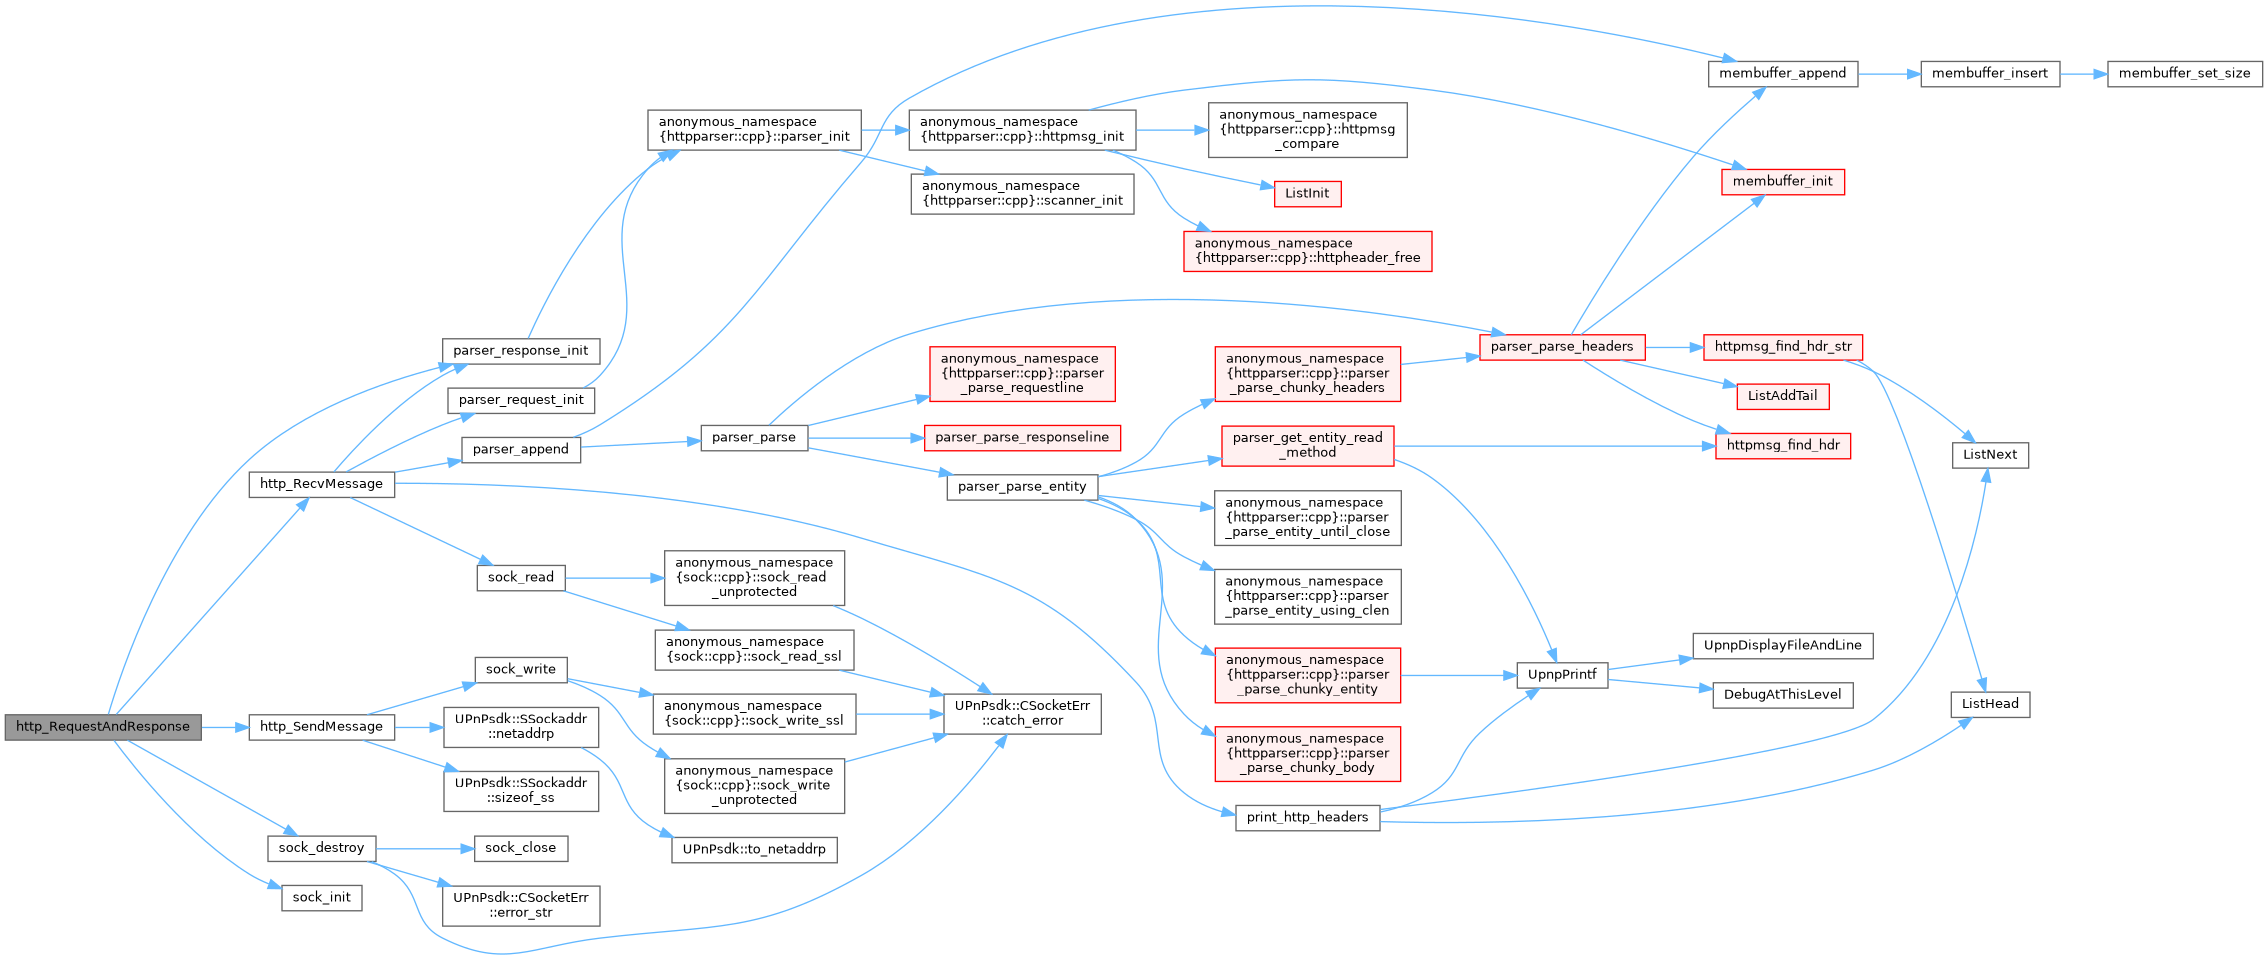 http_RequestAndResponse
parser_response_init
http_RecvMessage
parser_request_init
parser_append
sock_read
http_SendMessage
sock_write
UPnPsdk::SSockaddr
::netaddrp
UPnPsdk::SSockaddr
::sizeof_ss
sock_destroy
sock_close
UPnPsdk::CSocketErr
::error_str
sock_init
anonymous_namespace
{httpparser::cpp}::parser_init
anonymous_namespace
{httpparser::cpp}::httpmsg_init
anonymous_namespace
{httpparser::cpp}::scanner_init
anonymous_namespace
{httpparser::cpp}::httpmsg
_compare
ListInit
anonymous_namespace
{httpparser::cpp}::httpheader_free
membuffer_append
membuffer_insert
membuffer_set_size
membuffer_init
parser_parse
anonymous_namespace
{httpparser::cpp}::parser
_parse_requestline
parser_parse_responseline
parser_parse_entity
anonymous_namespace
{httpparser::cpp}::parser
_parse_chunky_headers
parser_get_entity_read
_method
anonymous_namespace
{httpparser::cpp}::parser
_parse_entity_until_close
anonymous_namespace
{httpparser::cpp}::parser
_parse_entity_using_clen
anonymous_namespace
{httpparser::cpp}::parser
_parse_chunky_entity
anonymous_namespace
{httpparser::cpp}::parser
_parse_chunky_body
print_http_headers
parser_parse_headers
httpmsg_find_hdr_str
ListAddTail
httpmsg_find_hdr
ListNext
ListHead
UpnpPrintf
UpnpDisplayFileAndLine
DebugAtThisLevel
anonymous_namespace
{sock::cpp}::sock_read
_unprotected
anonymous_namespace
{sock::cpp}::sock_read_ssl
anonymous_namespace
{sock::cpp}::sock_write_ssl
anonymous_namespace
{sock::cpp}::sock_write
_unprotected
UPnPsdk::to_netaddrp
UPnPsdk::CSocketErr
::catch_error